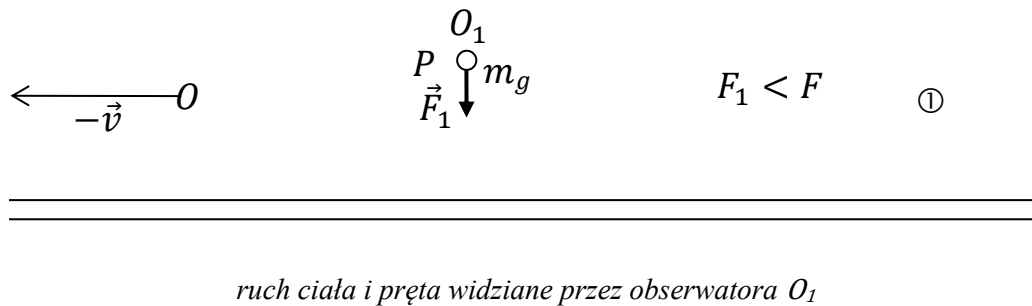 O₁
P m_g
F⃗₁ F₁ < F ①
O
−v⃗
ruch ciała i pręta widziane przez obserwatora O₁